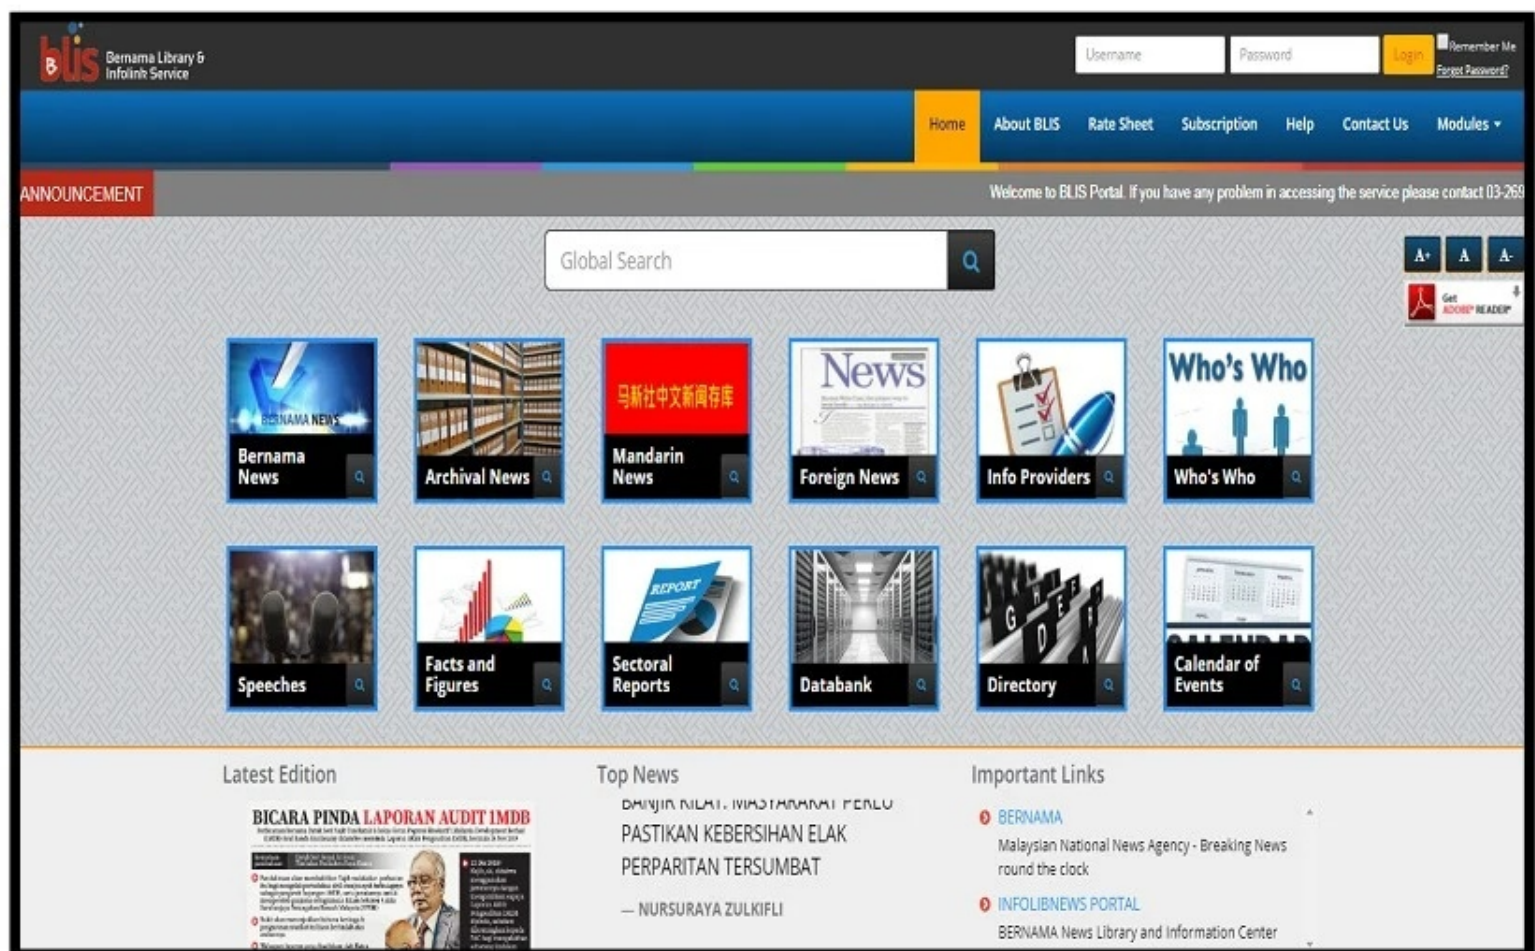 blis
Bernama Library &
Infolink Service
Username
Password
Login
Remember Me
Forgot Password?
Home
About BLIS
Rate Sheet
Subscription
Help
Contact Us
Modules
ANNOUNCEMENT
Welcome to BLIS Portal. If you have any problem in accessing the service please contact 03-269
Global Search
A+
A
A-
Get
ADOBE® READER®
BERNAMA NEWS
Bernama
News
Archival News
马新社中文新闻存库
Mandarin
News
News
Foreign News
Info Providers
Who's Who
Who's Who
Speeches
Facts and
Figures
REPORT
Sectoral
Reports
Databank
G
D
Directory
CALENDAR
Calendar of
Events
Latest Edition
BICARA PINDA LAPORAN AUDIT 1MDB
Top News
BANJIR KILAT: MASYARAKAT PERLU
PASTIKAN KEBERSIHAN ELAK
PERPARITAN TERSUMBAT
— NURSURAYA ZULKIFLI
Important Links
BERNAMA
Malaysian National News Agency - Breaking News
round the clock
INFOLIBNEWS PORTAL
BERNAMA News Library and Information Center